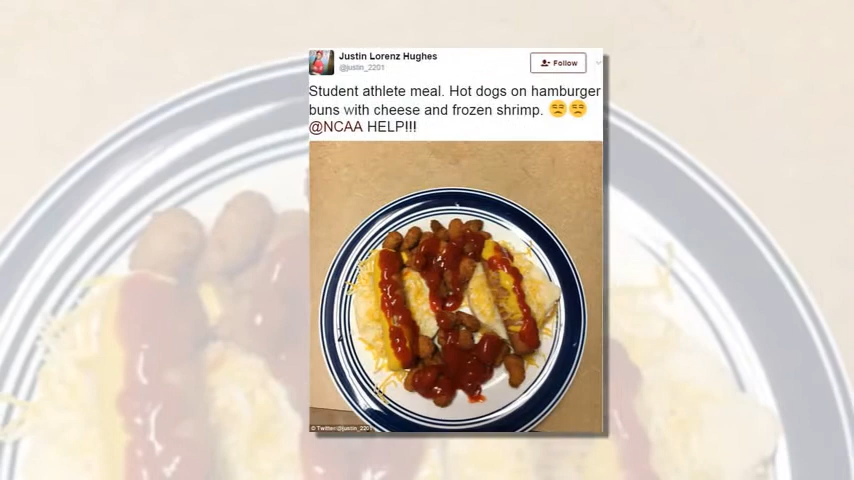 Justin Lorenz Hughes
@justin_2201
Follow
Student athlete meal. Hot dogs on hamburger
buns with cheese and frozen shrimp. 😒😒
@NCAA HELP!!!
© Twitter/@justin_2201